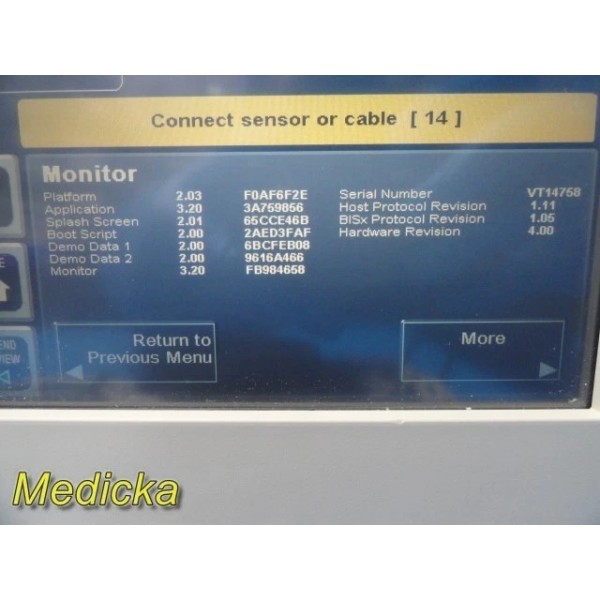 Connect sensor or cable [ 14 ]
Monitor
Platform 2.03 F0AF6F2E Serial Number VT14758
Application 3.20 3A759856 Host Protocol Revision 1.11
Splash Screen 2.01 65CCE46B BISx Protocol Revision 1.05
Boot Script 2.00 2AED3FAF Hardware Revision 4.00
Demo Data 1 2.00 6BCFEB08
Demo Data 2 2.00 9616A466
Monitor 3.20 FB984658
Return to
Previous Menu
More
Medicka